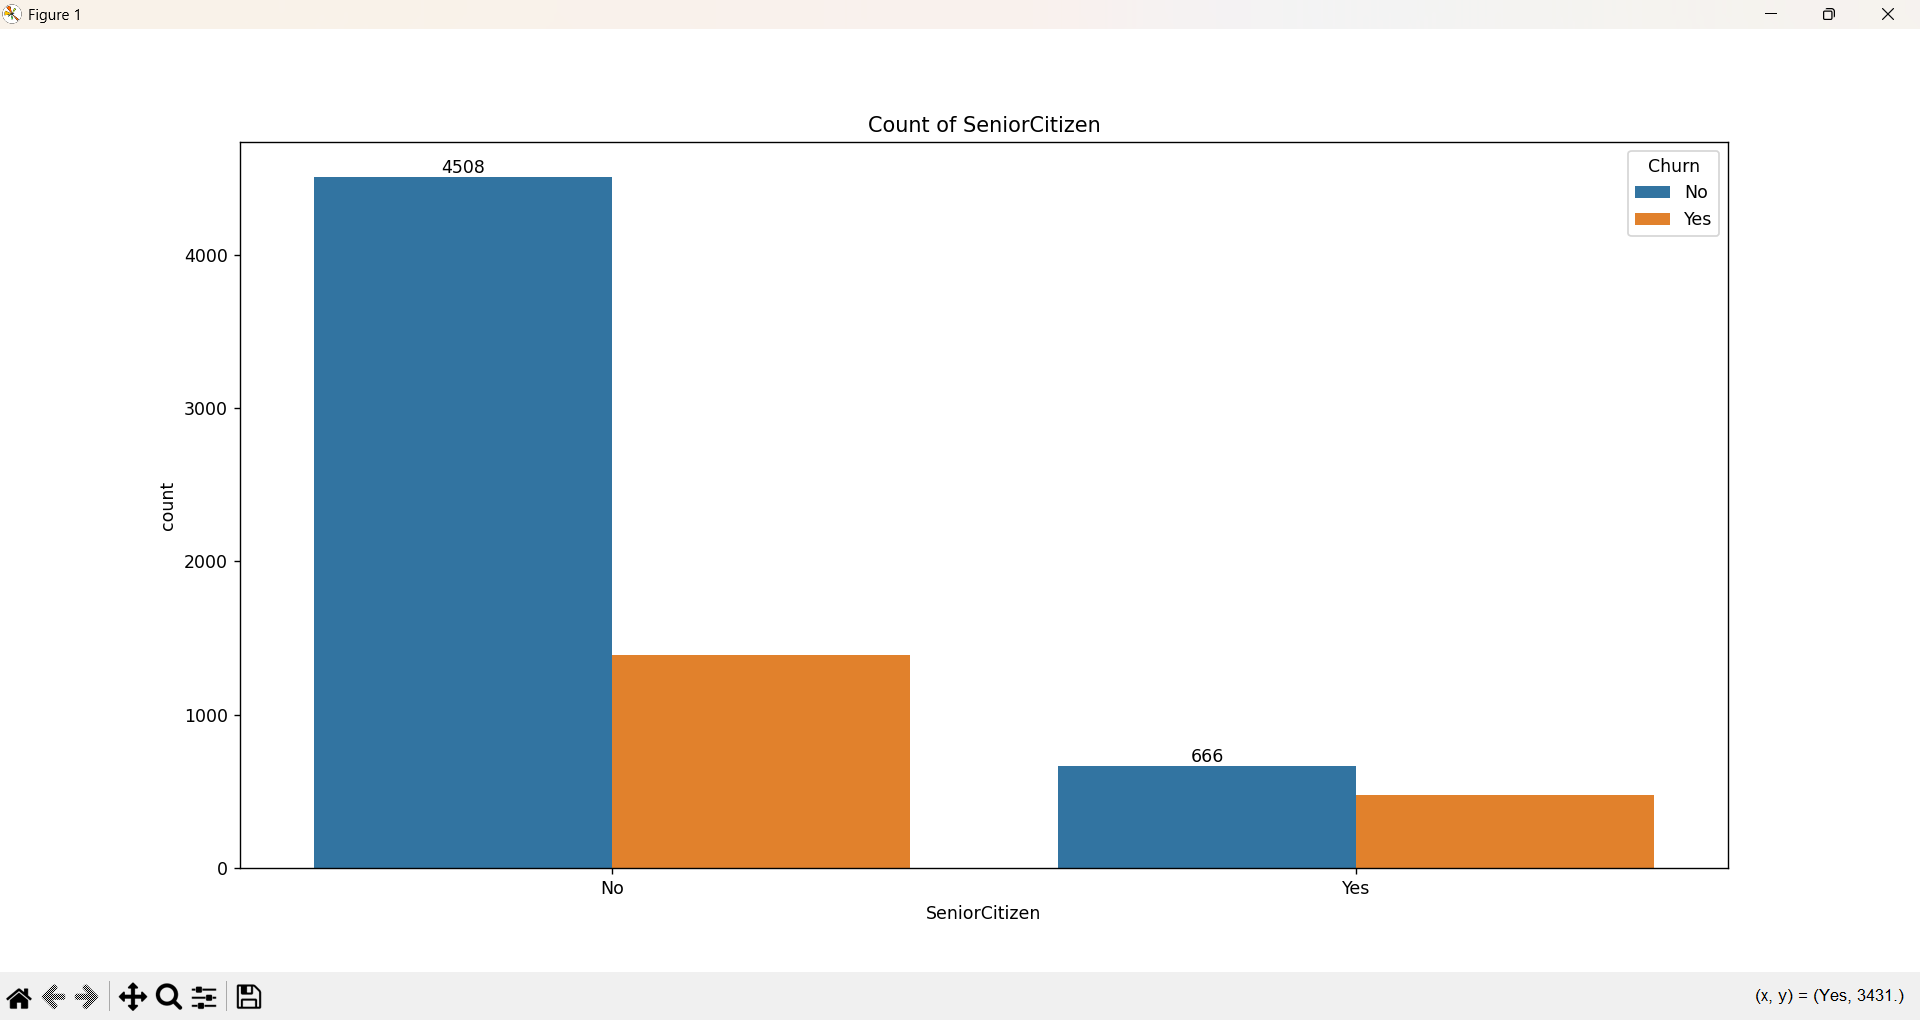 Figure 1
Count of SeniorCitizen
4508
Churn
No
Yes
4000
3000
count
2000
1000
666
0
No
Yes
SeniorCitizen
(x, y) = (Yes, 3431.)